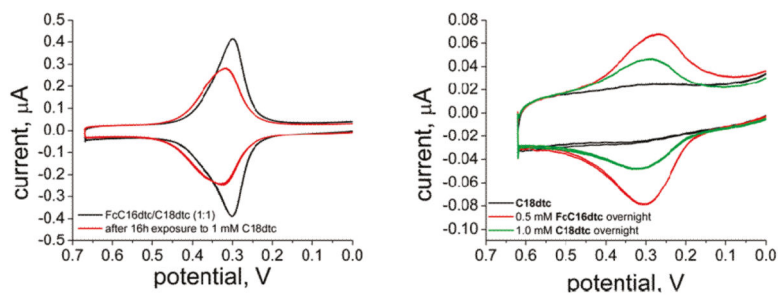 0.5
0.4
0.3
0.2
0.1
0.0
-0.1
-0.2
-0.3
-0.4
-0.5
current, µA
FcC16dtc/C18dtc (1:1)
after 16h exposure to 1 mM C18dtc
0.7 0.6 0.5 0.4 0.3 0.2 0.1 0.0
potential, V
0.08
0.06
0.04
0.02
0.00
-0.02
-0.04
-0.06
-0.08
-0.10
current, µA
C18dtc
0.5 mM FcC16dtc overnight
1.0 mM C18dtc overnight
0.7 0.6 0.5 0.4 0.3 0.2 0.1 0.0
potential, V